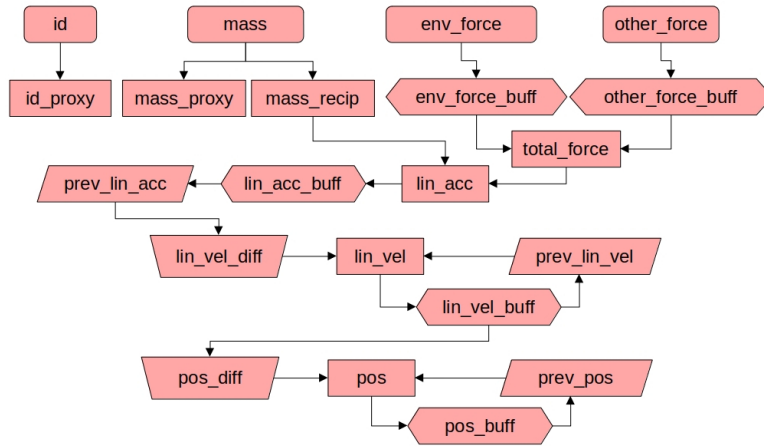 id
mass
env_force
other_force
id_proxy
mass_proxy
mass_recip
env_force_buff
other_force_buff
total_force
prev_lin_acc
lin_acc_buff
lin_acc
lin_vel_diff
lin_vel
prev_lin_vel
lin_vel_buff
pos_diff
pos
prev_pos
pos_buff